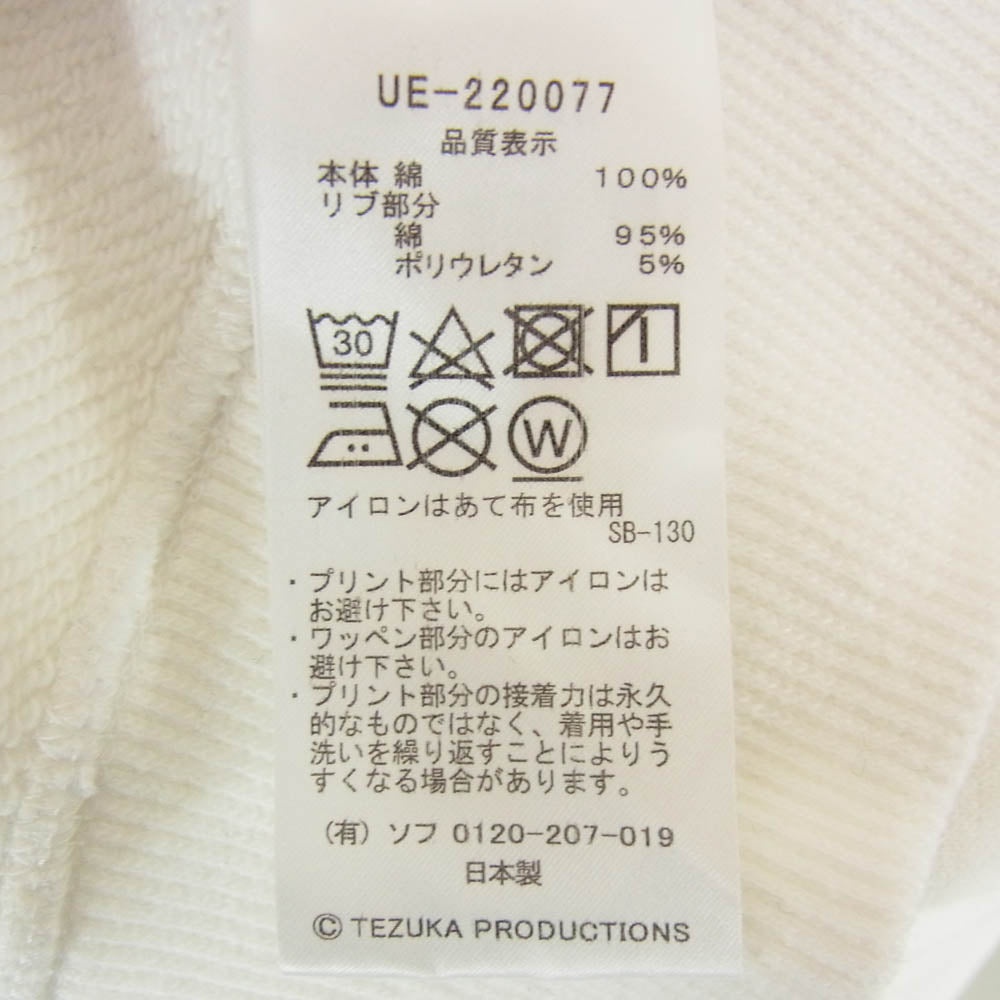 UE-220077
品質表示
本体 綿 100%
リブ部分
綿 95%
ポリウレタン 5%
30
W
アイロンはあて布を使用
SB-130
・プリント部分にはアイロンは
お避け下さい。
・ワッペン部分のアイロンはお
避け下さい。
・プリント部分の接着力は永久
的なものではなく、着用や手
洗いを繰り返すことによりう
すくなる場合があります。
(有) ソフ 0120-207-019
日本製
© TEZUKA PRODUCTIONS